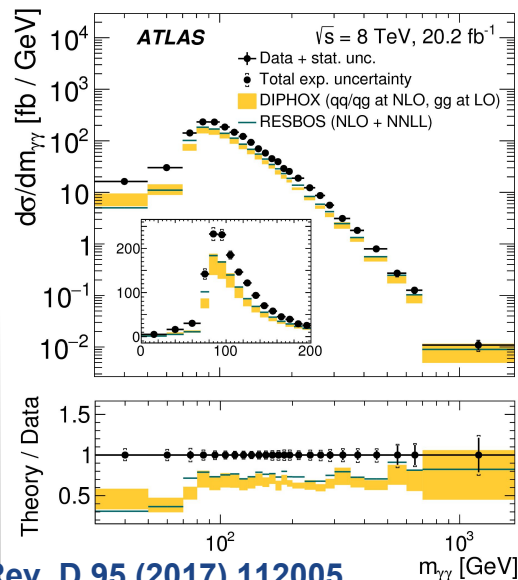 ATLAS
√s = 8 TeV, 20.2 fb⁻¹
Data + stat. unc.
Total exp. uncertainty
DIPHOX (qq/qg at NLO, gg at LO)
RESBOS (NLO + NNLL)
dσ/dmγγ [fb / GeV]
10⁴
10³
10²
10
1
10⁻¹
10⁻²
200
100
0
0 100 200
Theory / Data
1.5
1
0.5
10² 10³
mγγ [GeV]
Rev. D 95 (2017) 112005